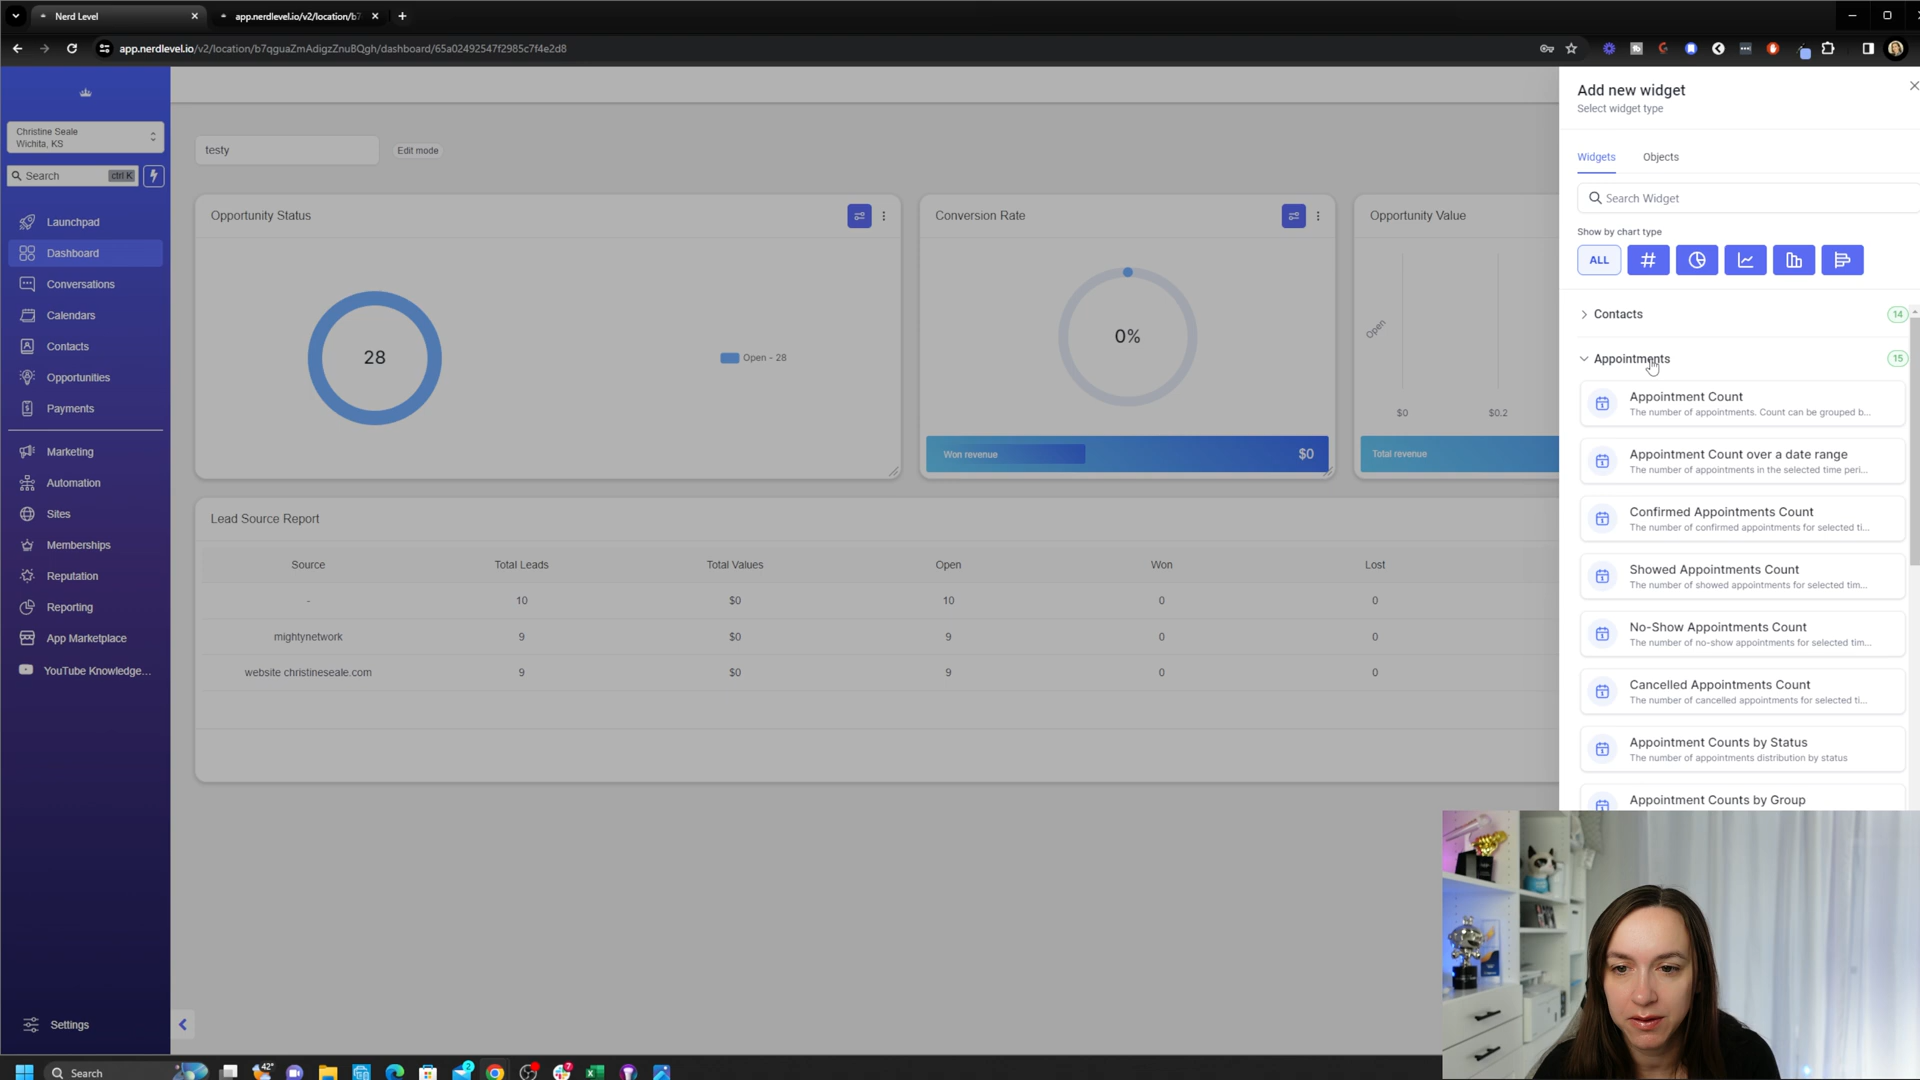 Nerd Level
app.nerdlevel.io/v2/location/b7
app.nerdlevel.io/v2/location/b7qguaZmAdigzZnuBQgh/dashboard/65a02492547f2985c7f4e2d8
Christine Seale
Wichita, KS
Search
ctrl K
Launchpad
Dashboard
Conversations
Calendars
Contacts
Opportunities
Payments
Marketing
Automation
Sites
Memberships
Reputation
Reporting
App Marketplace
YouTube Knowledge...
Settings
testy
Edit mode
Opportunity Status
28
Open - 28
Conversion Rate
0%
Won revenue
$0
Opportunity Value
Open
$0
$0.2
Total revenue
Lead Source Report
Source Total Leads Total Values Open Won Lost
- 10 $0 10 0 0
mightynetwork 9 $0 9 0 0
website christineseale.com 9 $0 9 0 0
Add new widget
Select widget type
Widgets
Objects
Search Widget
Show by chart type
ALL
Contacts
14
Appointments
15
Appointment Count
The number of appointments. Count can be grouped b...
Appointment Count over a date range
The number of appointments in the selected time peri...
Confirmed Appointments Count
The number of confirmed appointments for selected ti...
Showed Appointments Count
The number of showed appointments for selected tim...
No-Show Appointments Count
The number of no-show appointments for selected tim...
Cancelled Appointments Count
The number of cancelled appointments for selected ti...
Appointment Counts by Status
The number of appointments distribution by status
Appointment Counts by Group
Search
42°